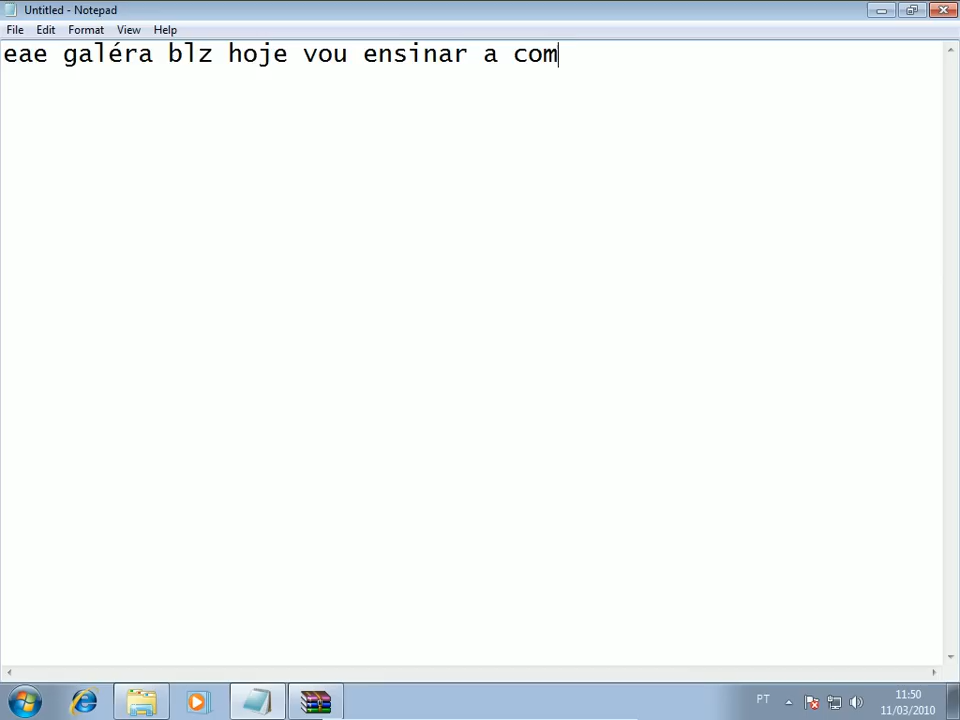 Untitled - Notepad
File Edit Format View Help
eae galéra blz hoje vou ensinar a com
PT
11:50
11/03/2010